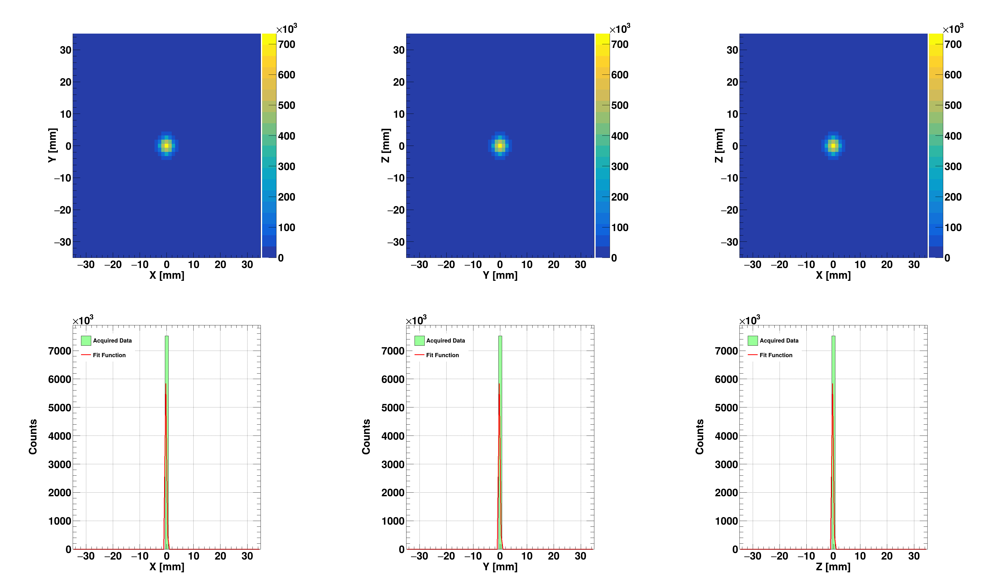 ×10³ ×10³ ×10³
700 700 700
30 30 30
600 600 600
20 20 20
500 500 500
10 10 10
400 400 400
Y [mm] 0 Z [mm] 0 Z [mm] 0
300 300 300
−10 −10 −10
200 200 200
−20 −20 −20
100 100 100
−30 −30 −30
0 0 0
−30 −20 −10 0 10 20 30 −30 −20 −10 0 10 20 30 −30 −20 −10 0 10 20 30
X [mm] Y [mm] X [mm]
×10³ ×10³ ×10³
Acquired Data Acquired Data Acquired Data
7000 7000 7000
Fit Function Fit Function Fit Function
6000 6000 6000
5000 5000 5000
4000 4000 4000
Counts Counts Counts
3000 3000 3000
2000 2000 2000
1000 1000 1000
0 0 0
−30 −20 −10 0 10 20 30 −30 −20 −10 0 10 20 30 −30 −20 −10 0 10 20 30
X [mm] Y [mm] Z [mm]